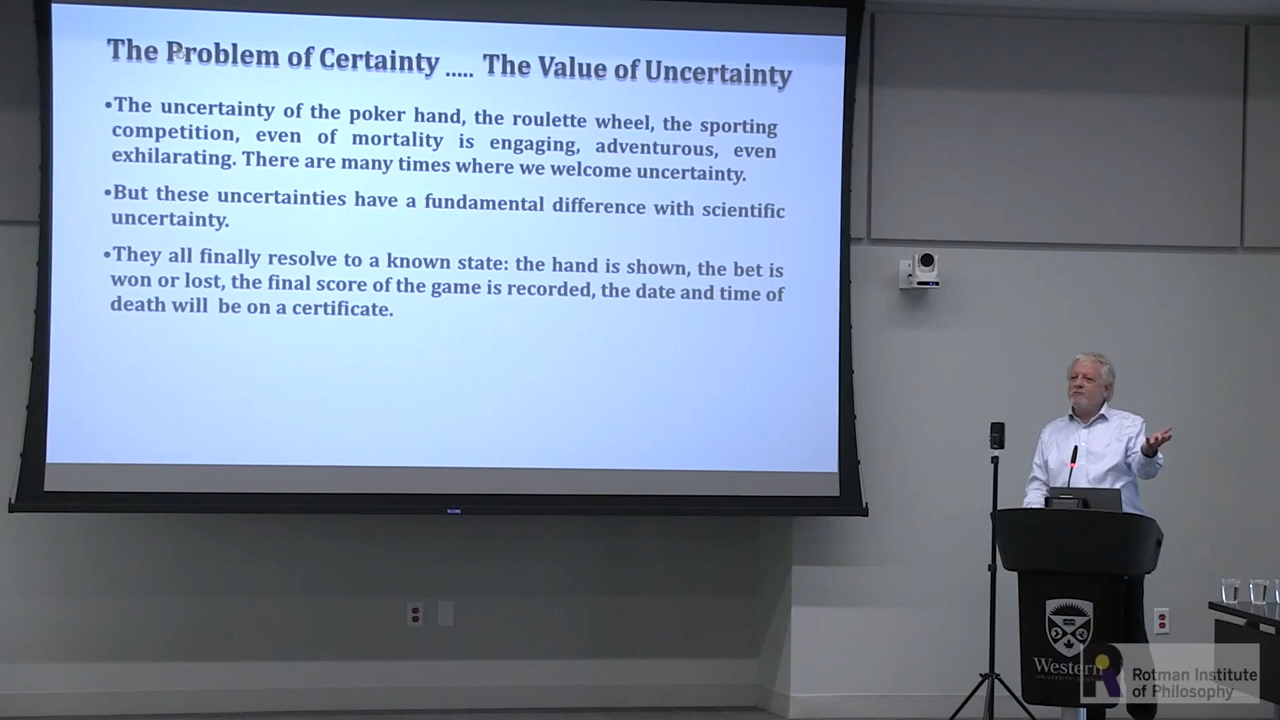 The Problem of Certainty ..... The Value of Uncertainty
•The uncertainty of the poker hand, the roulette wheel, the sporting
competition, even of mortality is engaging, adventurous, even
exhilarating. There are many times where we welcome uncertainty.
•But these uncertainties have a fundamental difference with scientific
uncertainty.
•They all finally resolve to a known state: the hand is shown, the bet is
won or lost, the final score of the game is recorded, the date and time of
death will be on a certificate.
Western
Rotman Institute
of Philosophy